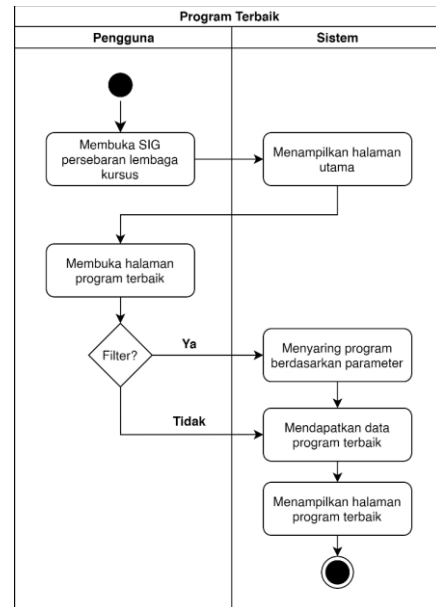 Program Terbaik
Pengguna
Sistem
Membuka SIG
persebaran lembaga
kursus
Menampilkan halaman
utama
Membuka halaman
program terbaik
Filter?
Ya
Menyaring program
berdasarkan parameter
Tidak
Mendapatkan data
program terbaik
Menampilkan halaman
program terbaik